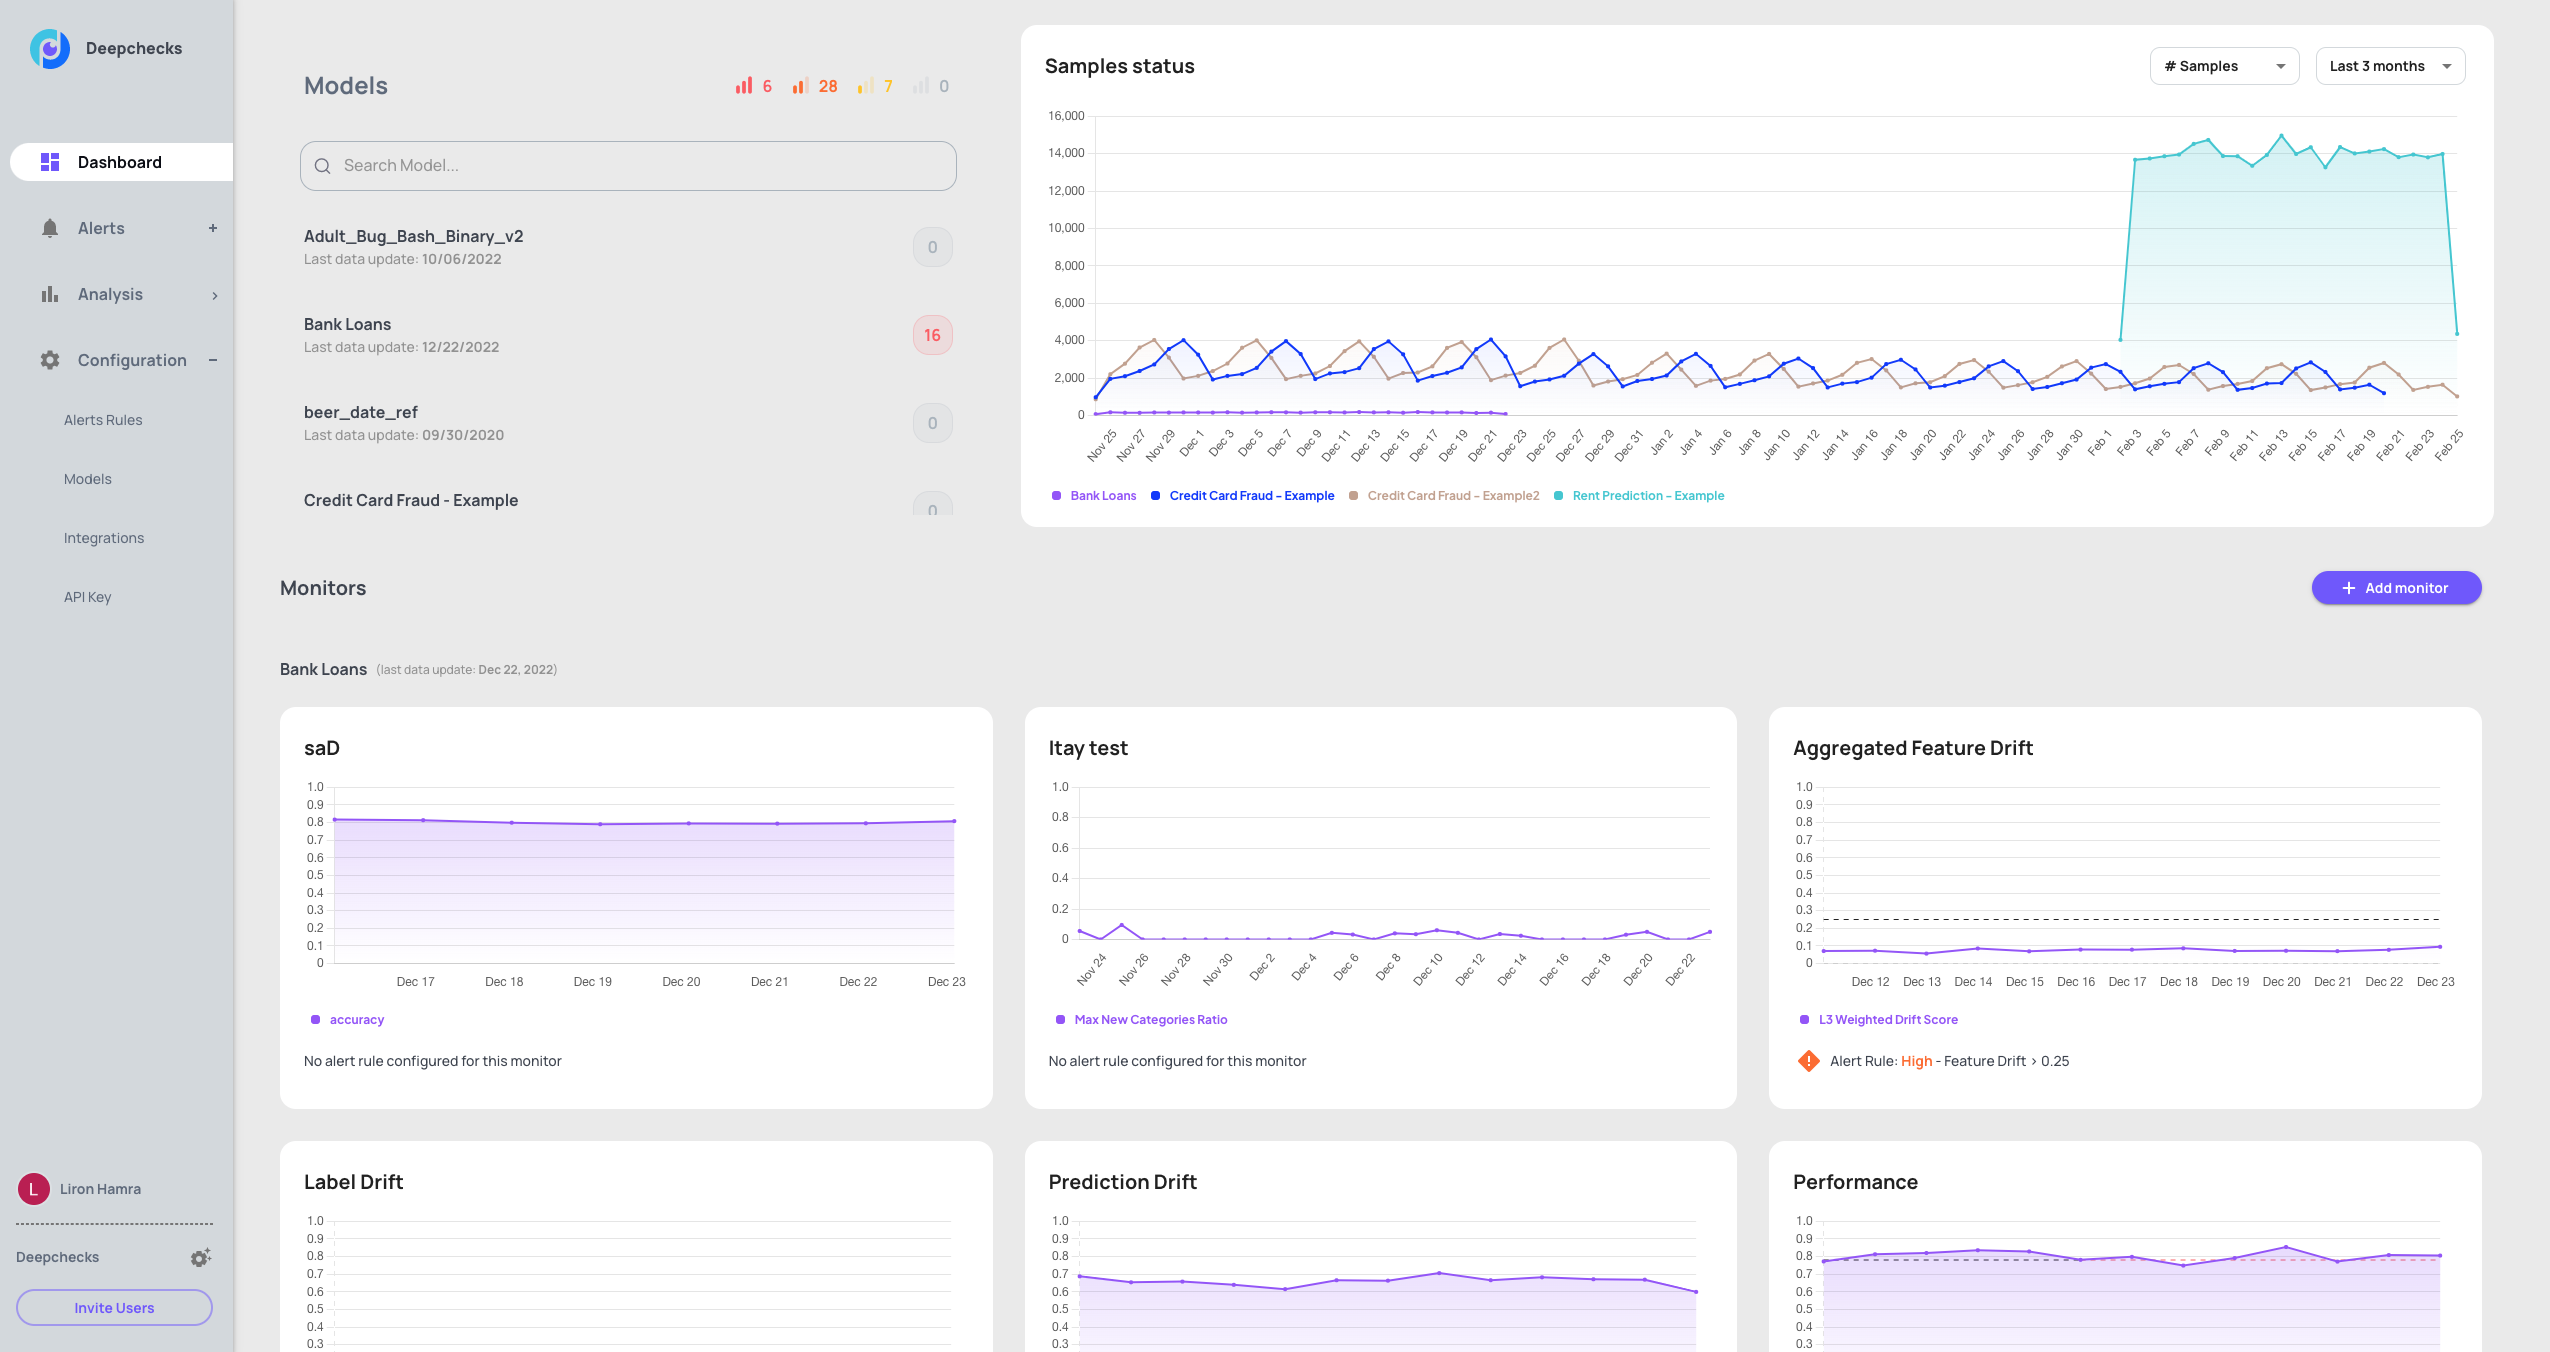 Deepchecks
Dashboard
Alerts +
Analysis >
Configuration −
Alerts Rules
Models
Integrations
API Key
L Liron Hamra
Deepchecks
Invite Users
Models 6 28 7 0
Search Model...
Adult_Bug_Bash_Binary_v2
Last data update: 10/06/2022
0
Bank Loans
Last data update: 12/22/2022
16
beer_date_ref
Last data update: 09/30/2020
0
Credit Card Fraud - Example
0
Samples status
# Samples
Last 3 months
16,000
14,000
12,000
10,000
8,000
6,000
4,000
2,000
0
Nov 25 Nov 27 Nov 29 Dec 1 Dec 3 Dec 5 Dec 7 Dec 9 Dec 11 Dec 13 Dec 15 Dec 17 Dec 19 Dec 21 Dec 23 Dec 25 Dec 27 Dec 29 Dec 31 Jan 2 Jan 4 Jan 6 Jan 8 Jan 10 Jan 12 Jan 14 Jan 16 Jan 18 Jan 20 Jan 22 Jan 24 Jan 26 Jan 28 Jan 30 Feb 1 Feb 3 Feb 5 Feb 7 Feb 9 Feb 11 Feb 13 Feb 15 Feb 17 Feb 19 Feb 21 Feb 23 Feb 25
Bank Loans Credit Card Fraud – Example Credit Card Fraud – Example2 Rent Prediction – Example
Monitors
+ Add monitor
Bank Loans (last data update: Dec 22, 2022)
saD
1.0
0.9
0.8
0.7
0.6
0.5
0.4
0.3
0.2
0.1
0
Dec 17 Dec 18 Dec 19 Dec 20 Dec 21 Dec 22 Dec 23
accuracy
No alert rule configured for this monitor
Itay test
1.0
0.8
0.6
0.4
0.2
0
Nov 24 Nov 26 Nov 28 Nov 30 Dec 2 Dec 4 Dec 6 Dec 8 Dec 10 Dec 12 Dec 14 Dec 16 Dec 18 Dec 20 Dec 22
Max New Categories Ratio
No alert rule configured for this monitor
Aggregated Feature Drift
1.0
0.9
0.8
0.7
0.6
0.5
0.4
0.3
0.2
0.1
0
Dec 12 Dec 13 Dec 14 Dec 15 Dec 16 Dec 17 Dec 18 Dec 19 Dec 20 Dec 21 Dec 22 Dec 23
L3 Weighted Drift Score
Alert Rule: High - Feature Drift > 0.25
Label Drift
1.0
0.9
0.8
0.7
0.6
0.5
0.4
0.3
Prediction Drift
1.0
0.9
0.8
0.7
0.6
0.5
0.4
0.3
Performance
1.0
0.9
0.8
0.7
0.6
0.5
0.4
0.3